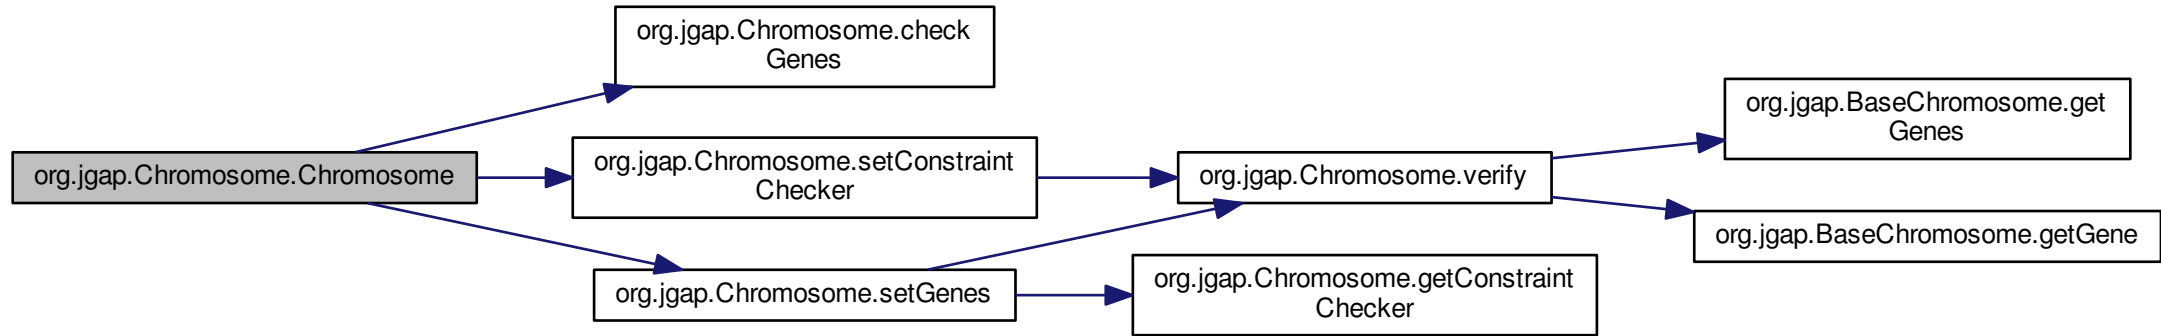 org.jgap.Chromosome.check
Genes
org.jgap.BaseChromosome.get
Genes
org.jgap.Chromosome.Chromosome
org.jgap.Chromosome.setConstraint
Checker
org.jgap.Chromosome.verify
org.jgap.BaseChromosome.getGene
org.jgap.Chromosome.setGenes
org.jgap.Chromosome.getConstraint
Checker